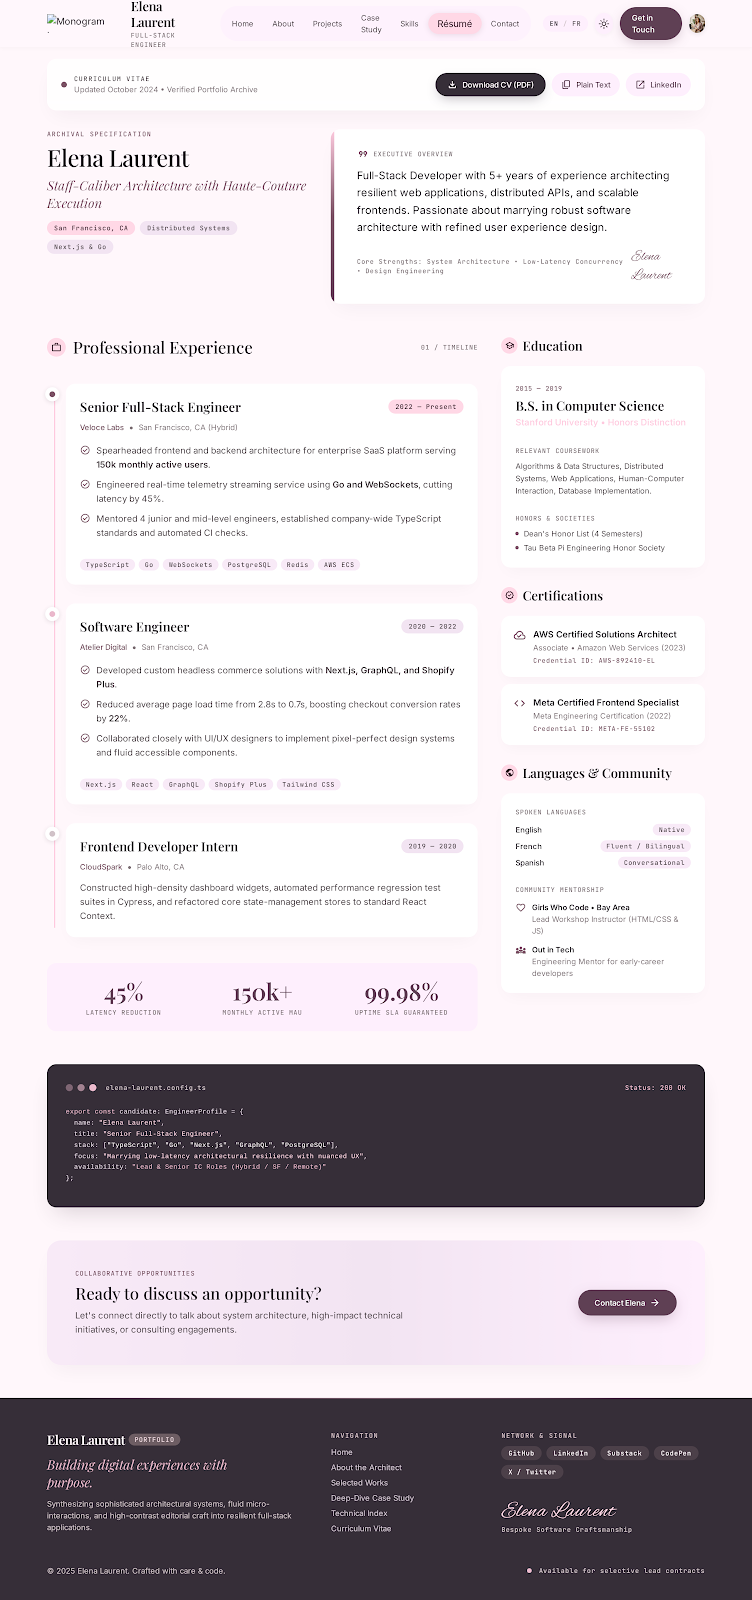 Monogram
Elena Laurent
FULL-STACK ENGINEER
Home
About
Projects
Case Study
Skills
Résumé
Contact
EN / FR
Get in Touch
CURRICULUM VITAE
Updated October 2024 • Verified Portfolio Archive
Download CV (PDF)
Plain Text
LinkedIn
ARCHIVAL SPECIFICATION
Elena Laurent
Staff-Caliber Architecture with Haute-Couture
Execution
San Francisco, CA
Distributed Systems
Next.js & Go
99 EXECUTIVE OVERVIEW
Full-Stack Developer with 5+ years of experience architecting
resilient web applications, distributed APIs, and scalable
frontends. Passionate about marrying robust software
architecture with refined user experience design.
Core Strengths: System Architecture • Low-Latency Concurrency
• Design Engineering
Elena
Laurent
Professional Experience
01 / TIMELINE
Senior Full-Stack Engineer
2022 — Present
Veloce Labs • San Francisco, CA (Hybrid)
Spearheaded frontend and backend architecture for enterprise SaaS platform serving
150k monthly active users.
Engineered real-time telemetry streaming service using Go and WebSockets, cutting
latency by 45%.
Mentored 4 junior and mid-level engineers, established company-wide TypeScript
standards and automated CI checks.
TypeScript
Go
WebSockets
PostgreSQL
Redis
AWS ECS
Software Engineer
2020 — 2022
Atelier Digital • San Francisco, CA
Developed custom headless commerce solutions with Next.js, GraphQL, and Shopify
Plus.
Reduced average page load time from 2.8s to 0.7s, boosting checkout conversion rates
by 22%.
Collaborated closely with UI/UX designers to implement pixel-perfect design systems
and fluid accessible components.
Next.js
React
GraphQL
Shopify Plus
Tailwind CSS
Frontend Developer Intern
2019 — 2020
CloudSpark • Palo Alto, CA
Constructed high-density dashboard widgets, automated performance regression test
suites in Cypress, and refactored core state-management stores to standard React
Context.
45%
LATENCY REDUCTION
150k+
MONTHLY ACTIVE MAU
99.98%
UPTIME SLA GUARANTEED
Education
2015 — 2019
B.S. in Computer Science
Stanford University • Honors Distinction
RELEVANT COURSEWORK
Algorithms & Data Structures, Distributed
Systems, Web Applications, Human-Computer
Interaction, Database Implementation.
HONORS & SOCIETIES
Dean's Honor List (4 Semesters)
Tau Beta Pi Engineering Honor Society
Certifications
AWS Certified Solutions Architect
Associate • Amazon Web Services (2023)
Credential ID: AWS-892410-EL
Meta Certified Frontend Specialist
Meta Engineering Certification (2022)
Credential ID: META-FE-55102
Languages & Community
SPOKEN LANGUAGES
English
Native
French
Fluent / Bilingual
Spanish
Conversational
COMMUNITY MENTORSHIP
Girls Who Code • Bay Area
Lead Workshop Instructor (HTML/CSS &
JS)
Out in Tech
Engineering Mentor for early-career
developers
elena-laurent.config.ts
Status: 200 OK
export const candidate: EngineerProfile = {
name: "Elena Laurent",
title: "Senior Full-Stack Engineer",
stack: ["TypeScript", "Go", "Next.js", "GraphQL", "PostgreSQL"],
focus: "Marrying low-latency architectural resilience with nuanced UX",
availability: "Lead & Senior IC Roles (Hybrid / SF / Remote)"
};
COLLABORATIVE OPPORTUNITIES
Ready to discuss an opportunity?
Let's connect directly to talk about system architecture, high-impact technical
initiatives, or consulting engagements.
Contact Elena
Elena Laurent PORTFOLIO
Building digital experiences with
purpose.
Synthesizing sophisticated architectural systems, fluid micro-
interactions, and high-contrast editorial craft into resilient full-stack
applications.
NAVIGATION
Home
About the Architect
Selected Works
Deep-Dive Case Study
Technical Index
Curriculum Vitae
NETWORK & SIGNAL
GitHub
LinkedIn
Substack
CodePen
X / Twitter
Elena Laurent
Bespoke Software Craftsmanship
© 2025 Elena Laurent. Crafted with care & code.
Available for selective lead contracts